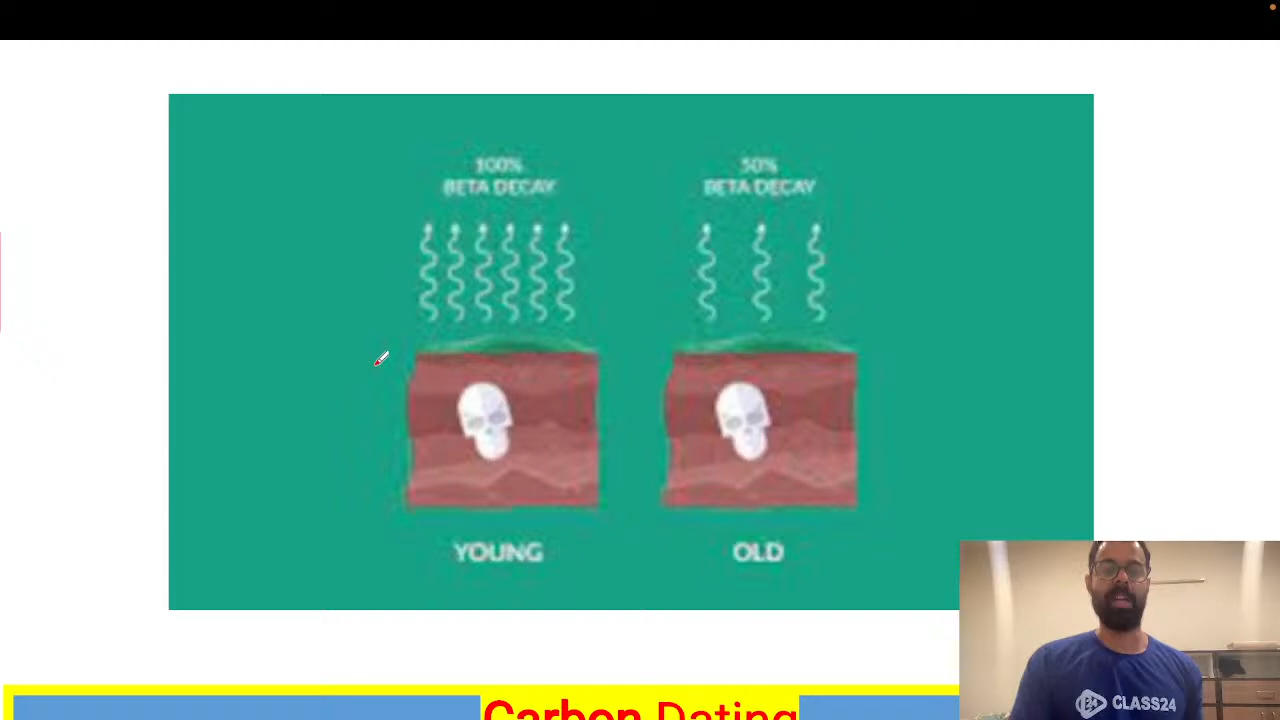 100%
BETA DECAY
50%
BETA DECAY
YOUNG
OLD
CLASS24
Carbon Dating